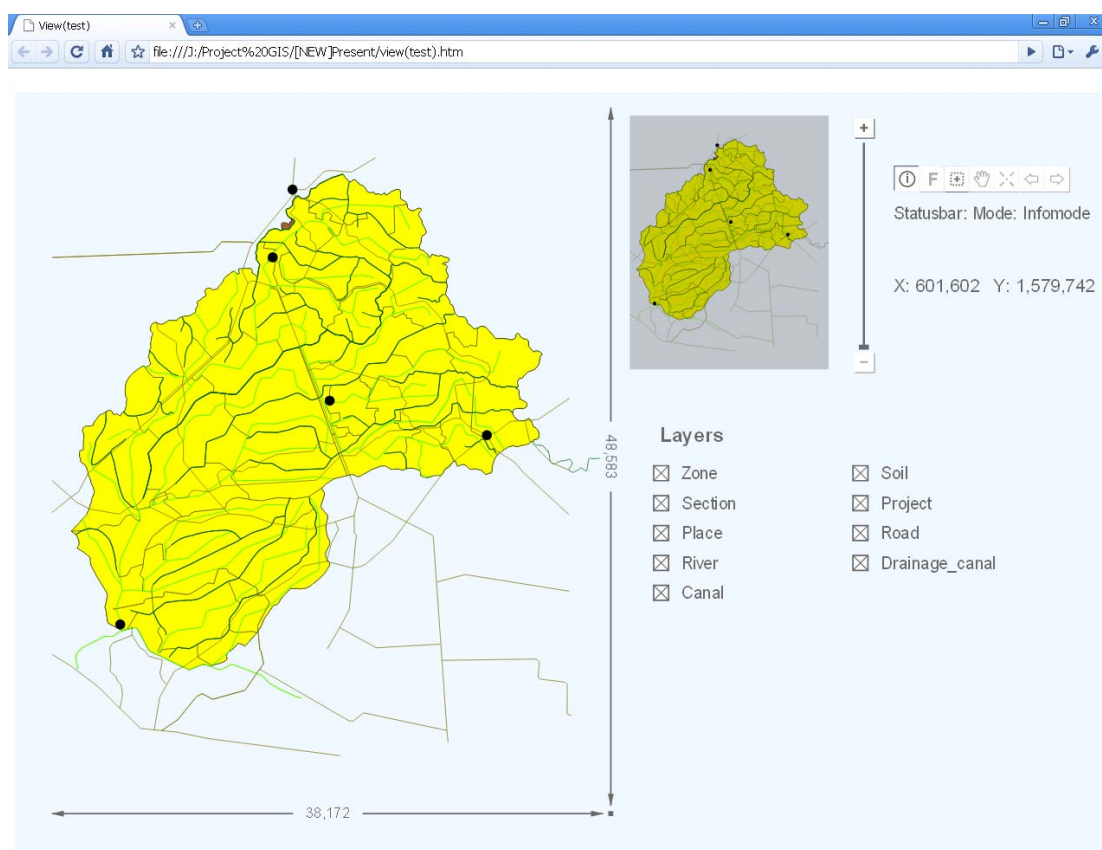 View(test)
file:///J:/Project%20GIS/[NEW]Present/view(test).htm
F
Statusbar: Mode: Infomode
X: 601,602 Y: 1,579,742
48,583
38,172
Layers
Zone
Section
Place
River
Canal
Soil
Project
Road
Drainage_canal